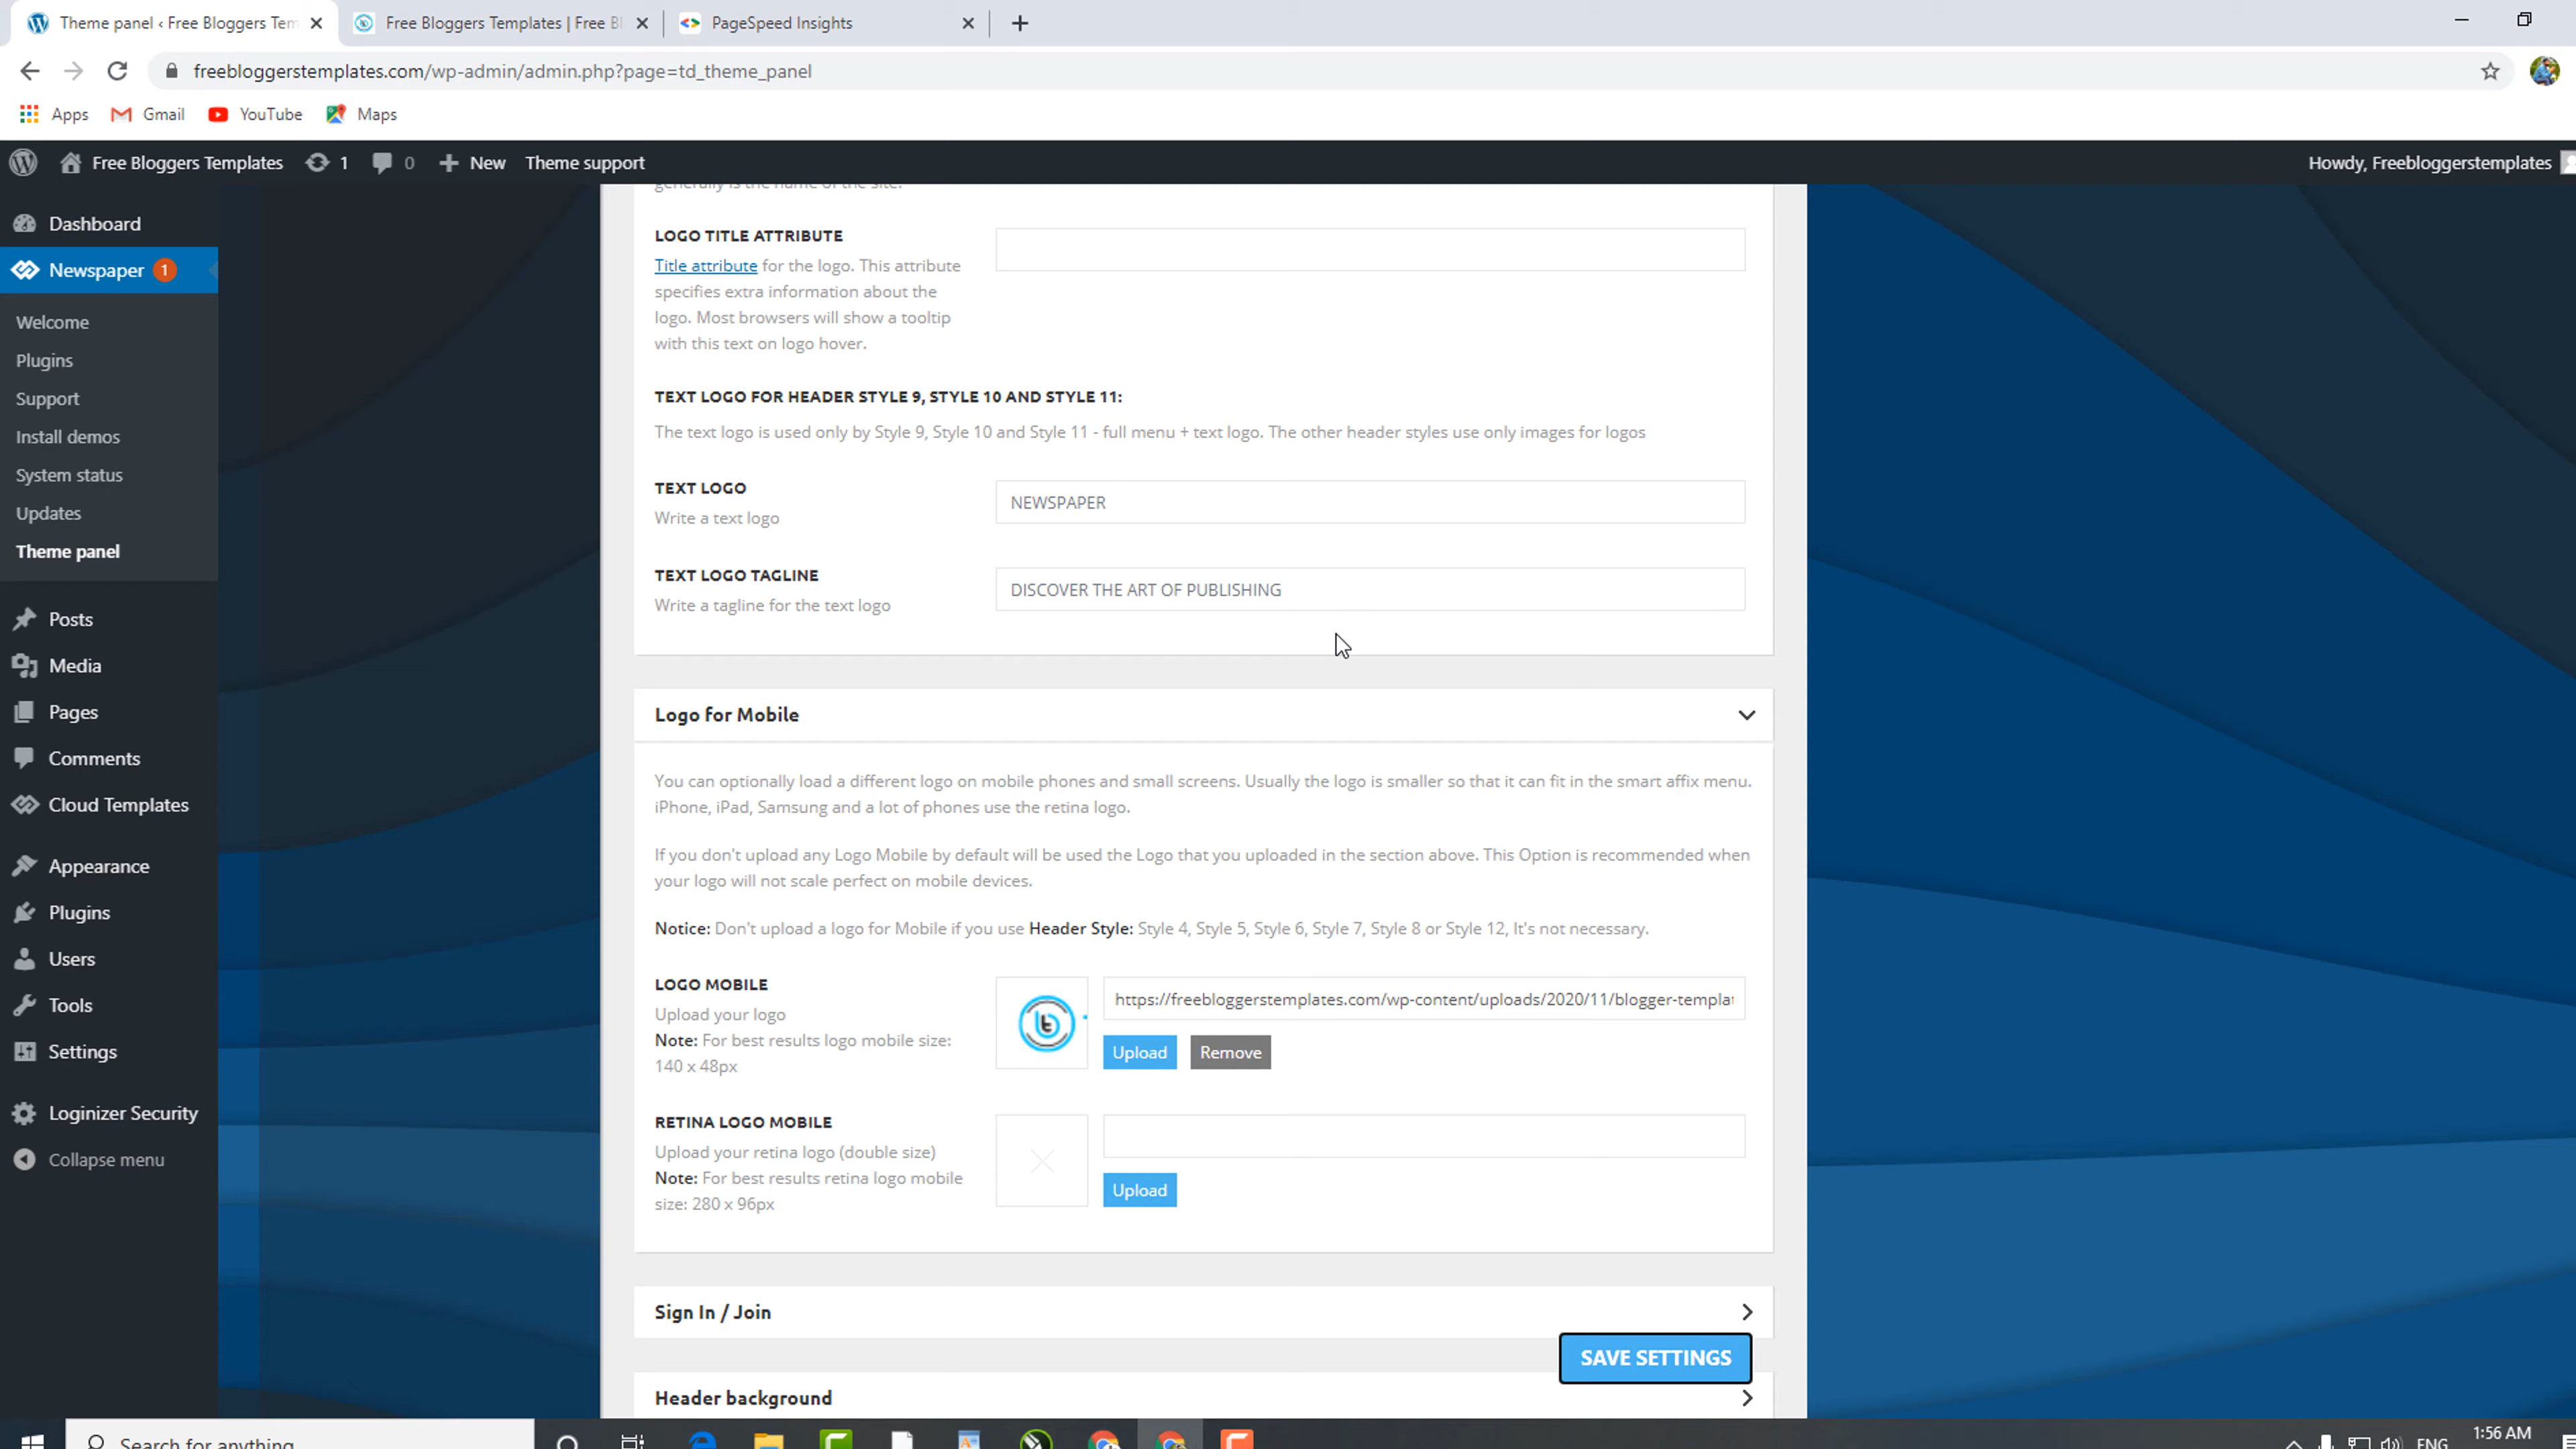 Theme panel ‹ Free Bloggers Tem
Free Bloggers Templates | Free Bl
PageSpeed Insights
freebloggerstemplates.com/wp-admin/admin.php?page=td_theme_panel
Apps
Gmail
YouTube
Maps
Free Bloggers Templates
1
0
New
Theme support
Howdy, Freebloggerstemplates
Dashboard
Newspaper 1
Welcome
Plugins
Support
Install demos
System status
Updates
Theme panel
Posts
Media
Pages
Comments
Cloud Templates
Appearance
Plugins
Users
Tools
Settings
Loginizer Security
Collapse menu
generally is the name of the site.
LOGO TITLE ATTRIBUTE
Title attribute for the logo. This attribute
specifies extra information about the
logo. Most browsers will show a tooltip
with this text on logo hover.
TEXT LOGO FOR HEADER STYLE 9, STYLE 10 AND STYLE 11:
The text logo is used only by Style 9, Style 10 and Style 11 - full menu + text logo. The other header styles use only images for logos
TEXT LOGO
Write a text logo
NEWSPAPER
TEXT LOGO TAGLINE
Write a tagline for the text logo
DISCOVER THE ART OF PUBLISHING
Logo for Mobile
You can optionally load a different logo on mobile phones and small screens. Usually the logo is smaller so that it can fit in the smart affix menu.
iPhone, iPad, Samsung and a lot of phones use the retina logo.
If you don't upload any Logo Mobile by default will be used the Logo that you uploaded in the section above. This Option is recommended when
your logo will not scale perfect on mobile devices.
Notice: Don't upload a logo for Mobile if you use Header Style: Style 4, Style 5, Style 6, Style 7, Style 8 or Style 12, It's not necessary.
LOGO MOBILE
Upload your logo
Note: For best results logo mobile size:
140 x 48px
https://freebloggerstemplates.com/wp-content/uploads/2020/11/blogger-templat
Upload
Remove
RETINA LOGO MOBILE
Upload your retina logo (double size)
Note: For best results retina logo mobile
size: 280 x 96px
Upload
Sign In / Join
SAVE SETTINGS
Header background
Search for anything
ENG
1:56 AM